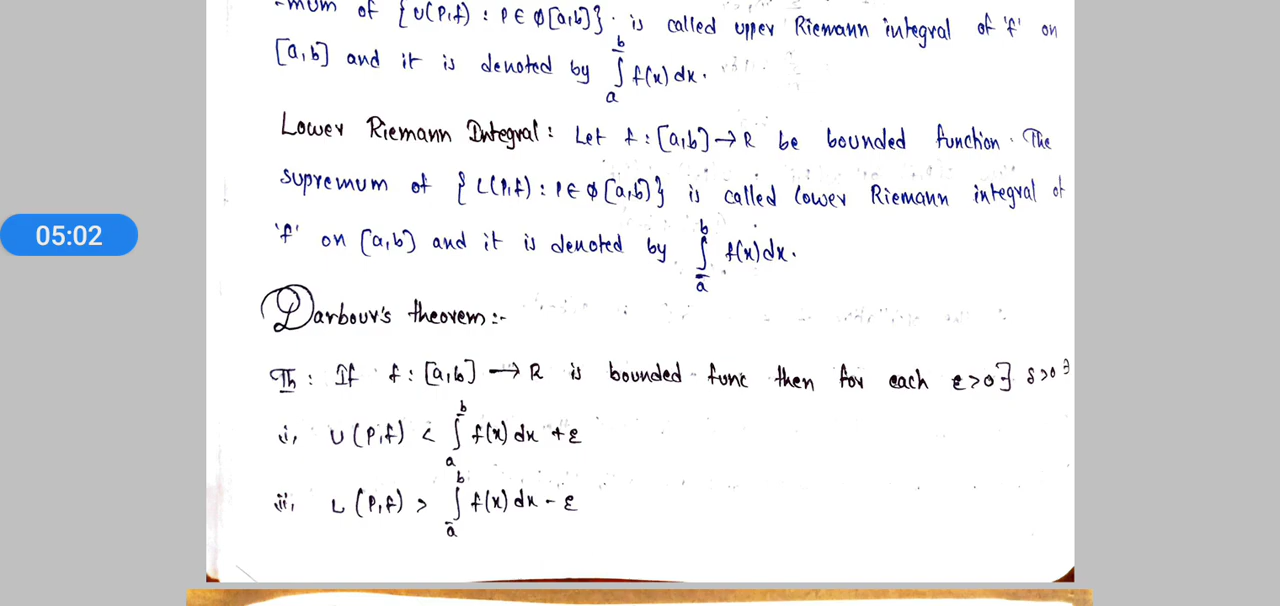 -mum of {U(P,f) : P ∈ ϕ[a,b]}. is called upper Riemann integral of 'f' on
[a,b] and it is denoted by ∫ₐ^b̄ f(x) dx.
Lower Riemann Integral : Let f : [a,b] → R be bounded function. The
supremum of {L(P,f) : P ∈ ϕ[a,b]} is called lower Riemann integral of
'f' on [a,b] and it is denoted by ∫_a̅^b f(x) dx.
05:02
Darboux's theorem :-
Th : If f : [a,b] → R is bounded func then for each ε>0 ∃ δ>0 ∋
i, U(P,f) < ∫ₐ^b̄ f(x) dx + ε
ii, L(P,f) > ∫_a̅^b f(x) dx - ε